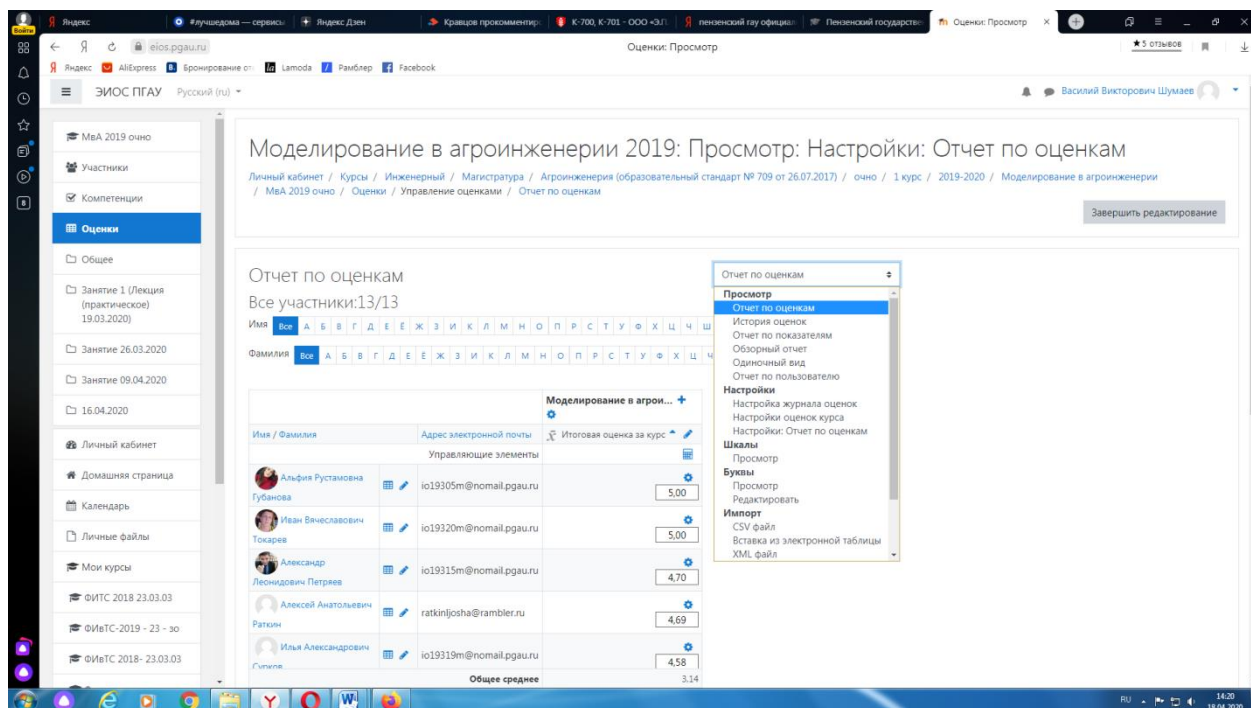 Войти
Яндекс
#лучшедома — сервисы
Яндекс Дзен
Кравцов прокомментиро
К-700, К-701 - ООО «З.П.
пензенский гау официал
Пензенский государстве
Оценки: Просмотр
eios.pgau.ru
Оценки: Просмотр
★ 5 отзывов
Яндекс
AliExpress
Бронирование от
Lamoda
Рамблер
Facebook
ЭИОС ПГАУ Русский (ru)
Василий Викторович Шумаев
МвА 2019 очно
Участники
Компетенции
Оценки
Общее
Занятие 1 (Лекция
(практическое)
19.03.2020)
Занятие 26.03.2020
Занятие 09.04.2020
16.04.2020
Личный кабинет
Домашняя страница
Календарь
Личные файлы
Мои курсы
ФИТС 2018 23.03.03
ФИвТС-2019 - 23 - зо
ФИвТС 2018- 23.03.03
Моделирование в агроинженерии 2019: Просмотр: Настройки: Отчет по оценкам
Личный кабинет / Курсы / Инженерный / Магистратура / Агроинженерия (образовательный стандарт № 709 от 26.07.2017) / очно / 1 курс / 2019-2020 / Моделирование в агроинженерии
/ МвА 2019 очно / Оценки / Управление оценками / Отчет по оценкам
Завершить редактирование
Отчет по оценкам
Все участники:13/13
Имя Все А Б В Г Д Е Ё Ж З И К Л М Н О П Р С Т У Ф Х Ц Ч Ш
Фамилия Все А Б В Г Д Е Ё Ж З И К Л М Н О П Р С Т У Ф Х Ц Ч
Моделирование в агрои...
Имя / Фамилия
Адрес электронной почты
Итоговая оценка за курс
Управляющие элементы
Альфия Рустамовна
Губанова
io19305m@nomail.pgau.ru
5,00
Иван Вячеславович
Токарев
io19320m@nomail.pgau.ru
5,00
Александр
Леонидович Петряев
io19315m@nomail.pgau.ru
4,70
Алексей Анатольевич
Раткин
ratkinljosha@rambler.ru
4,69
Илья Александрович
io19319m@nomail.pgau.ru
4,58
Общее среднее
3,14
Отчет по оценкам
Просмотр
Отчет по оценкам
История оценок
Отчет по показателям
Обзорный отчет
Одиночный вид
Отчет по пользователю
Настройки
Настройка журнала оценок
Настройки оценок курса
Настройки: Отчет по оценкам
Шкалы
Просмотр
Буквы
Просмотр
Редактировать
Импорт
CSV файл
Вставка из электронной таблицы
XML файл
RU
14:20
18.04.2020